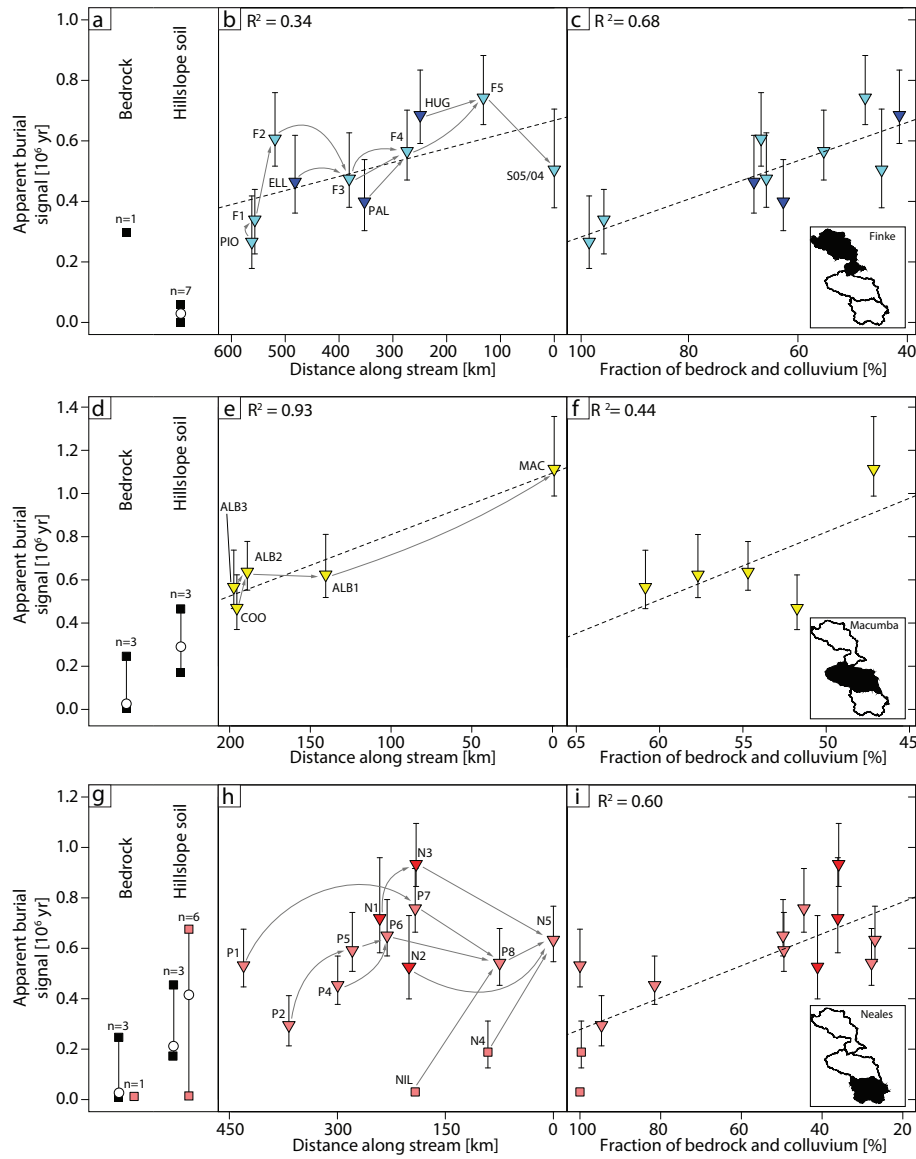 a
b
R² = 0.34
c
R ² = 0.68
Apparent burial
signal [10⁶ yr]
Bedrock
Hillslope soil
1.0
0.8
0.6
0.4
0.2
0.0
n=1
n=7
F2
F1
PIO
ELL
F3
PAL
F4
HUG
F5
S05/04
Finke
600
500
400
300
200
100
0
Distance along stream [km]
100
80
60
40
Fraction of bedrock and colluvium [%]
d
e
R² = 0.93
f
R ² = 0.44
Apparent burial
signal [10⁶ yr]
Bedrock
Hillslope soil
1.4
1.2
1.0
0.8
0.6
0.4
0.2
0.0
n=3
n=3
ALB3
ALB2
COO
ALB1
MAC
Macumba
200
150
100
50
0
Distance along stream [km]
65
60
55
50
45
Fraction of bedrock and colluvium [%]
g
h
i
R² = 0.60
Apparent burial
signal [10⁶ yr]
Bedrock
Hillslope soil
1.2
1.0
0.8
0.6
0.4
0.2
0.0
n=3
n=1
n=3
n=6
P1
P2
P5
P4
N1
P6
N3
P7
N2
P8
N5
N4
NIL
Neales
450
300
150
0
Distance along stream [km]
100
80
60
40
20
Fraction of bedrock and colluvium [%]